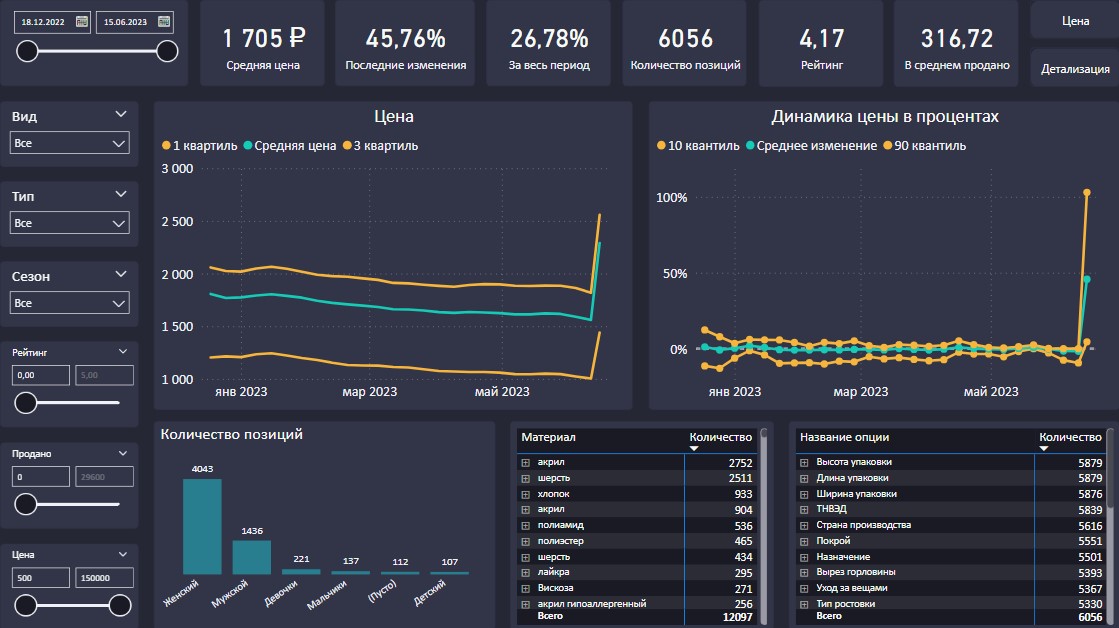 18.12.2022 15.06.2023
1 705 ₽
Средняя цена
45,76%
Последние изменения
26,78%
За весь период
6056
Количество позиций
4,17
Рейтинг
316,72
В среднем продано
Цена
Детализация
Вид
Все
Тип
Все
Сезон
Все
Рейтинг
0,00 5,00
Продано
0 29600
Цена
500 150000
Цена
1 квартиль Средняя цена 3 квартиль
3 000
2 500
2 000
1 500
1 000
янв 2023 мар 2023 май 2023
Динамика цены в процентах
10 квантиль Среднее изменение 90 квантиль
100%
50%
0%
янв 2023 мар 2023 май 2023
Количество позиций
4043
1436
221
137
112
107
Женский Мужской Девочки Мальчики (Пусто) Детский
Материал Количество
акрил 2752
шерсть 2511
хлопок 933
акрил 904
полиамид 536
полиэстер 465
шерсть 434
лайкра 295
Вискоза 271
акрил гипоаллергенный 256
Всего 12097
Название опции Количество
Высота упаковки 5879
Длина упаковки 5879
Ширина упаковки 5876
ТНВЭД 5839
Страна производства 5616
Покрой 5551
Назначение 5501
Вырез горловины 5393
Уход за вещами 5367
Тип ростовки 5330
Всего 6056